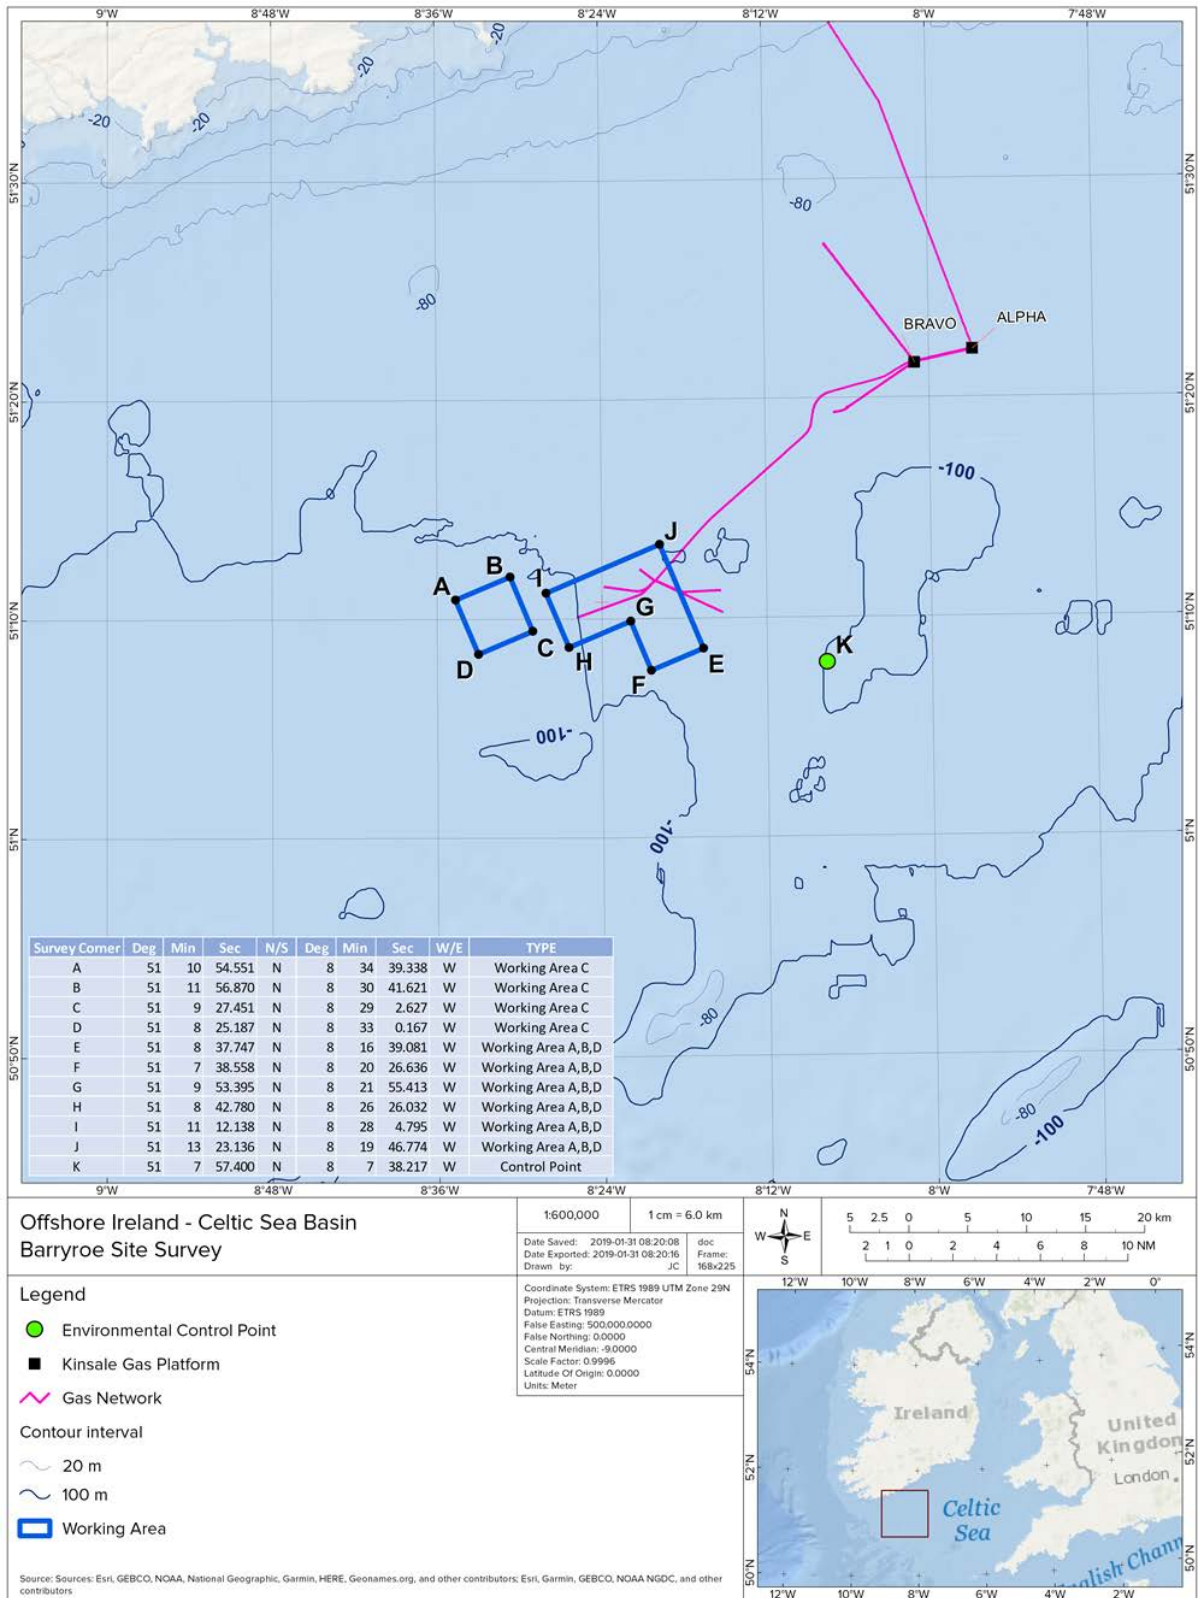 9°W 8°48'W 8°36'W 8°24'W 8°12'W 8°W 7°48'W
-20
-20
-20
-20
51°30'N
51°30'N
-80
-80
BRAVO
ALPHA
51°20'N
51°20'N
-100
J
B
I
A
G
51°10'N
51°10'N
C
K
H
E
D
F
-100
-100
51°N
51°N
Survey Corner Deg Min Sec N/S Deg Min Sec W/E TYPE
A 51 10 54.551 N 8 34 39.338 W Working Area C
B 51 11 56.870 N 8 30 41.621 W Working Area C
C 51 9 27.451 N 8 29 2.627 W Working Area C
D 51 8 25.187 N 8 33 0.167 W Working Area C
E 51 8 37.747 N 8 16 39.081 W Working Area A,B,D
F 51 7 38.558 N 8 20 26.636 W Working Area A,B,D
G 51 9 53.395 N 8 21 55.413 W Working Area A,B,D
H 51 8 42.780 N 8 26 26.032 W Working Area A,B,D
I 51 11 12.138 N 8 28 4.795 W Working Area A,B,D
J 51 13 23.136 N 8 19 46.774 W Working Area A,B,D
K 51 7 57.400 N 8 7 38.217 W Control Point
-80
50°50'N
50°50'N
-80
-100
9°W 8°48'W 8°36'W 8°24'W 8°12'W 8°W 7°48'W
Offshore Ireland - Celtic Sea Basin
Barryroe Site Survey
1:600,000 1 cm = 6.0 km
Date Saved: 2019-01-31 08:20:08
Date Exported: 2019-01-31 08:20:16
Drawn by: JC
doc
Frame:
168x225
N
W E
S
5 2.5 0 5 10 15 20 km
2 1 0 2 4 6 8 10 NM
Coordinate System: ETRS 1989 UTM Zone 29N
Projection: Transverse Mercator
Datum: ETRS 1989
False Easting: 500,000.0000
False Northing: 0.0000
Central Meridian: -9.0000
Scale Factor: 0.9996
Latitude Of Origin: 0.0000
Units: Meter
Legend
Environmental Control Point
Kinsale Gas Platform
Gas Network
Contour interval
20 m
100 m
Working Area
12°W 10°W 8°W 6°W 4°W 2°W 0°
54°N
54°N
Ireland
United
Kingdom
52°N
52°N
London
Celtic
Sea
50°N
50°N
nglish Chann
12°W 10°W 8°W 6°W 4°W 2°W
Source: Sources: Esri, GEBCO, NOAA, National Geographic, Garmin, HERE, Geonames.org, and other contributors; Esri, Garmin, GEBCO, NOAA NGDC, and other
contributors